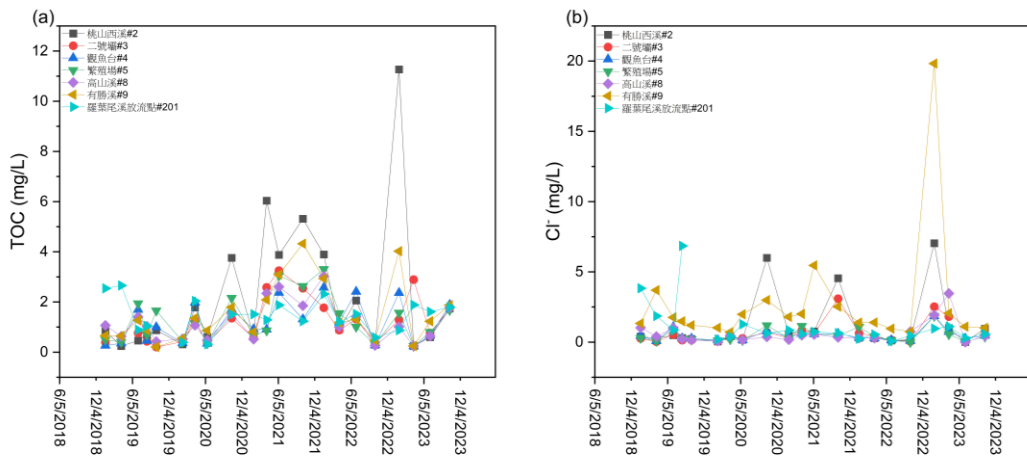 (a)
桃山西溪#2
二號壩#3
觀魚台#4
繁殖場#5
高山溪#8
有勝溪#9
羅葉尾溪放流點#201
TOC (mg/L)
12
10
8
6
4
2
0
6/5/2018
12/4/2018
6/5/2019
12/4/2019
6/5/2020
12/4/2020
6/5/2021
12/4/2021
6/5/2022
12/4/2022
6/5/2023
12/4/2023
(b)
桃山西溪#2
二號壩#3
觀魚台#4
繁殖場#5
高山溪#8
有勝溪#9
羅葉尾溪放流點#201
Cl⁻ (mg/L)
20
15
10
5
0
6/5/2018
12/4/2018
6/5/2019
12/4/2019
6/5/2020
12/4/2020
6/5/2021
12/4/2021
6/5/2022
12/4/2022
6/5/2023
12/4/2023